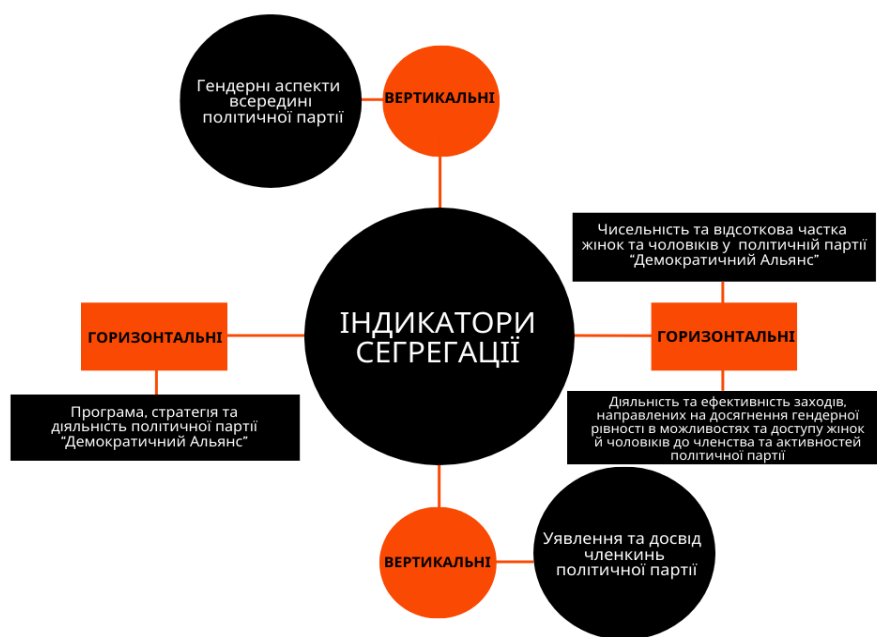 Гендерні аспекти
всередині
політичної партії
ВЕРТИКАЛЬНІ
Чисельність та відсоткова частка
жінок та чоловіків у політичній партії
“Демократичний Альянс”
ІНДИКАТОРИ
СЕГРЕГАЦІЇ
ГОРИЗОНТАЛЬНІ
ГОРИЗОНТАЛЬНІ
Програма, стратегія та
діяльність політичної партії
“Демократичний Альянс”
Діяльність та ефективність заходів,
направлених на досягнення гендерної
рівності в можливостях та доступу жінок
й чоловіків до членства та активностей
політичної партії
ВЕРТИКАЛЬНІ
Уявлення та досвід
членкинь
політичної партії